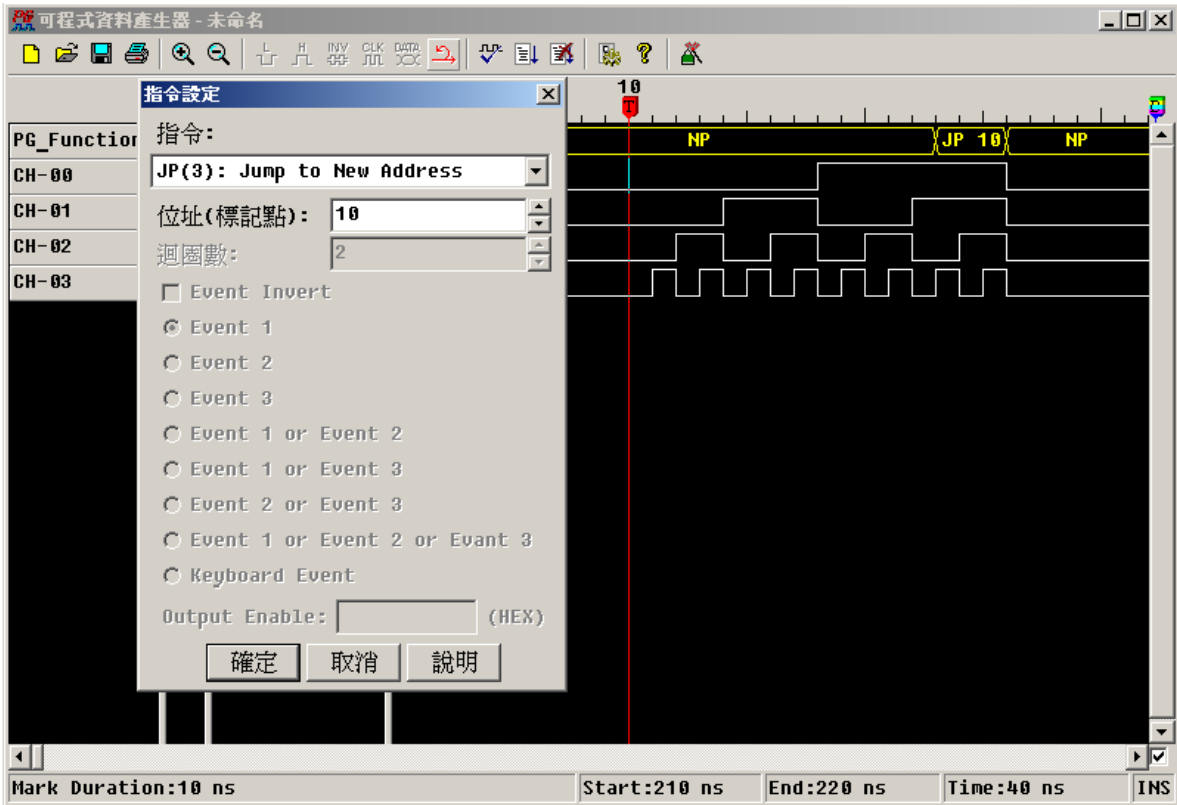 可程式資料產生器 - 未命名
L H INV CLK DATA
指令設定
指令:
JP(3): Jump to New Address
位址(標記點): 10
迴圈數: 2
Event Invert
Event 1
Event 2
Event 3
Event 1 or Event 2
Event 1 or Event 3
Event 2 or Event 3
Event 1 or Event 2 or Evant 3
Keyboard Event
Output Enable: (HEX)
確定 取消 說明
10
T
PG_Function NP JP 10 NP
CH-00
CH-01
CH-02
CH-03
Mark Duration:10 ns Start:210 ns End:220 ns Time:40 ns INS